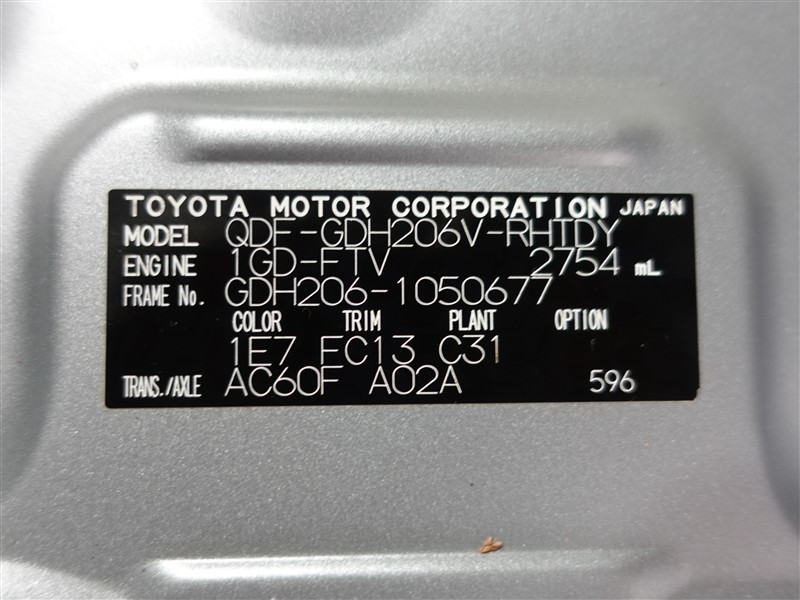 TOYOTA MOTOR CORPORATION JAPAN
MODEL QDF-GDH206V-RHTDY
ENGINE 1GD-FTV 2754 mL
FRAME No. GDH206-1050677
COLOR TRIM PLANT OPTION
1E7 FC13 C31
TRANS./AXLE AC60F A02A 596